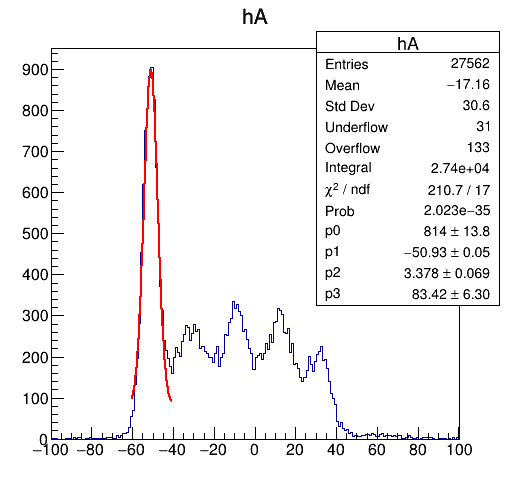 hA
hA
Entries 27562
Mean −17.16
Std Dev 30.6
Underflow 31
Overflow 133
Integral 2.74e+04
χ² / ndf 210.7 / 17
Prob 2.023e−35
p0 814 ± 13.8
p1 −50.93 ± 0.05
p2 3.378 ± 0.069
p3 83.42 ± 6.30
900
800
700
600
500
400
300
200
100
0
−100 −80 −60 −40 −20 0 20 40 60 80 100